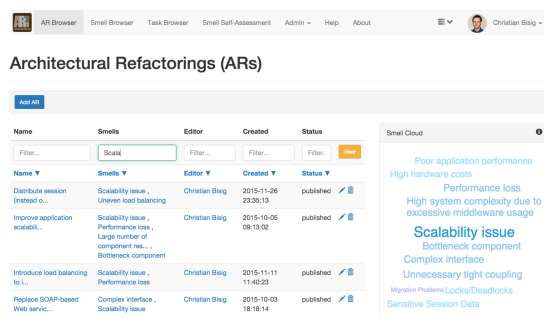 AR Browser Smell Browser Task Browser Smell Self-Assessment Admin Help About Christian Bisig
Architectural Refactorings (ARs)
Add AR
Name Smells Editor Created Status
Filter... Scala Filter... Filter... Filter. clear
Name ▼ Smells ▼ Editor ▼ Created ▼ Status ▼
Distribute session Scalability issue , Christian Bisig 2015-11-26 published
(instead o... Uneven load balancing 23:35:13
Improve application Scalability issue , Christian Bisig 2015-10-05 published
scalabili... Performance loss , 09:13:02
Large number of
component res... ,
Bottleneck component
Introduce load balancing Scalability issue , Christian Bisig 2015-11-11 published
to i... Performance loss 11:40:23
Replace SOAP-based Complex interface , Christian Bisig 2015-10-03 published
Web servic... Scalability issue 18:18:14
Smell Cloud
Poor application performance
High hardware costs
Performance loss
High system complexity due to
excessive middleware usage
Scalability issue
Bottleneck component
Complex interface
Unnecessary tight coupling
Migration Problems Locks/Deadlocks
Sensitive Session Data